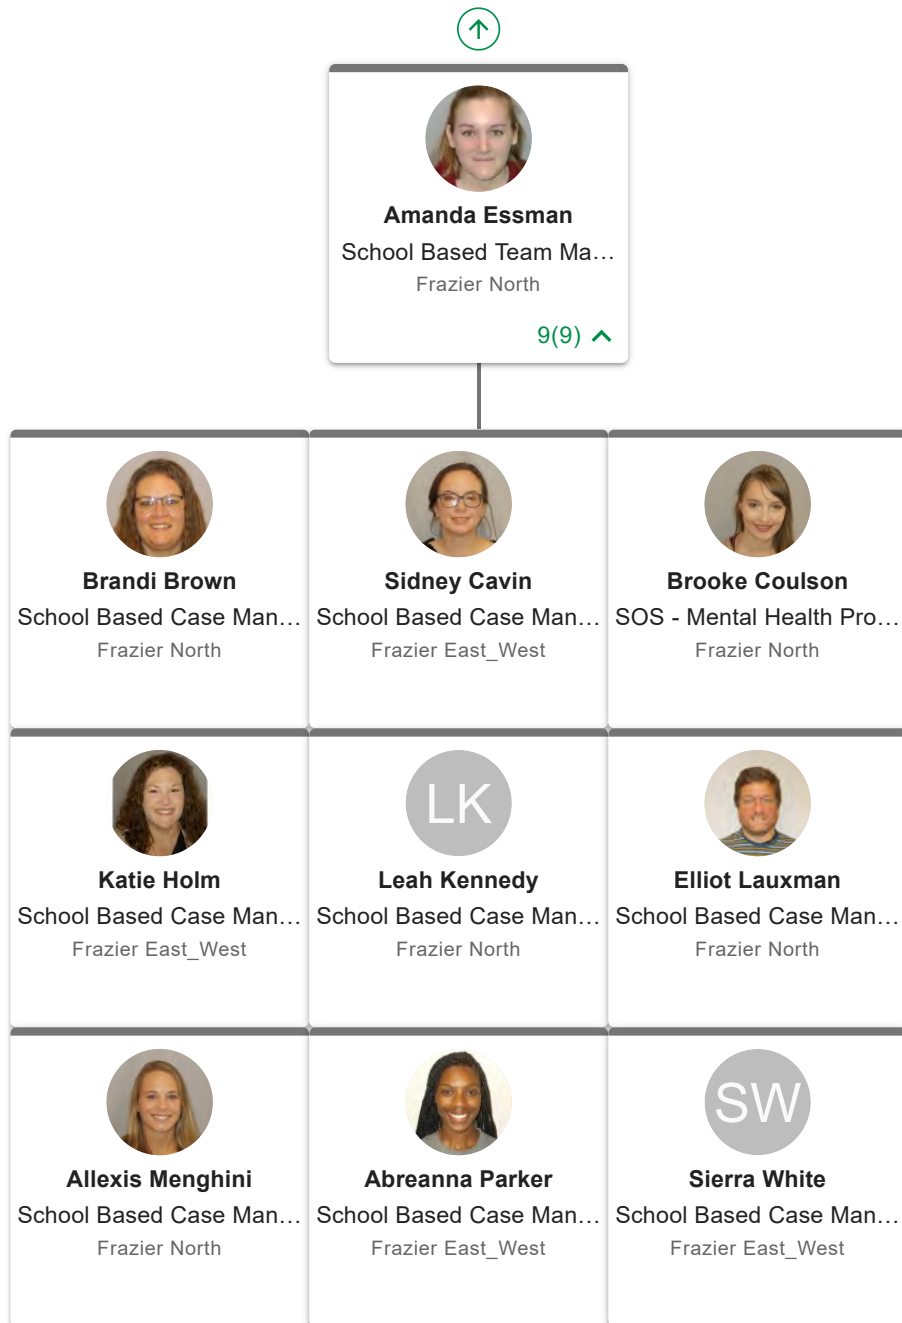 Amanda Essman
School Based Team Ma...
Frazier North
9(9)
Brandi Brown
School Based Case Man...
Frazier North
Sidney Cavin
School Based Case Man...
Frazier East_West
Brooke Coulson
SOS - Mental Health Pro...
Frazier North
Katie Holm
School Based Case Man...
Frazier East_West
LK
Leah Kennedy
School Based Case Man...
Frazier North
Elliot Lauxman
School Based Case Man...
Frazier North
Allexis Menghini
School Based Case Man...
Frazier North
Abreanna Parker
School Based Case Man...
Frazier East_West
SW
Sierra White
School Based Case Man...
Frazier East_West